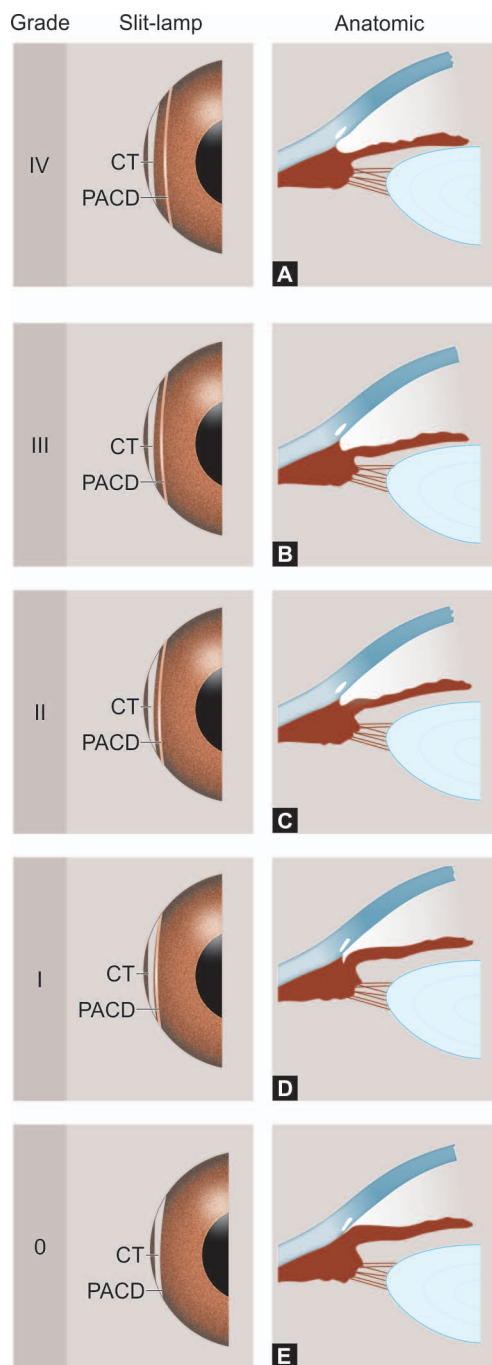 Grade Slit-lamp Anatomic
IV
CT
PACD
A
III
CT
PACD
B
II
CT
PACD
C
I
CT
PACD
D
0
CT
PACD
E